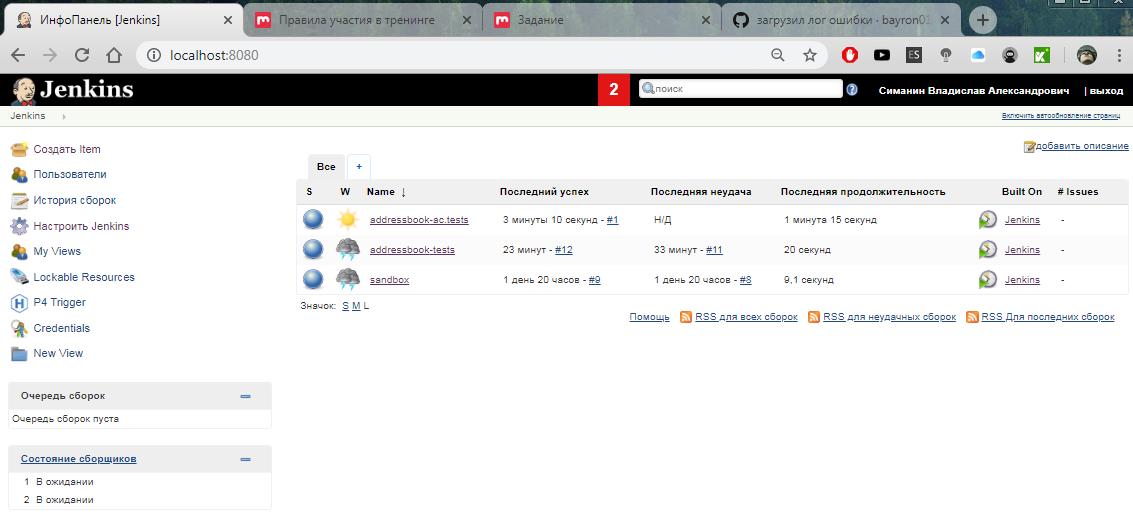 ИнфоПанель [Jenkins]
Правила участия в тренинге
Задание
загрузил лог ошибки · bayron01
localhost:8080
ES
Jenkins
2
поиск
Симанин Владислав Александрович
| выход
Jenkins
Включить автообновление страниц
добавить описание
Создать Item
Пользователи
История сборок
Настроить Jenkins
My Views
Lockable Resources
P4 Trigger
Credentials
New View
Все
+
S W Name ↓ Последний успех Последняя неудача Последняя продолжительность Built On # Issues
addressbook-ac.tests 3 минуты 10 секунд - #1 Н/Д 1 минута 15 секунд Jenkins -
addressbook-tests 23 минут - #12 33 минут - #11 20 секунд Jenkins -
sandbox 1 день 20 часов - #9 1 день 20 часов - #8 9,1 секунд Jenkins -
Значок: S M L
Помощь RSS для всех сборок RSS для неудачных сборок RSS Для последних сборок
Очередь сборок
Очередь сборок пуста
Состояние сборщиков
1 В ожидании
2 В ожидании